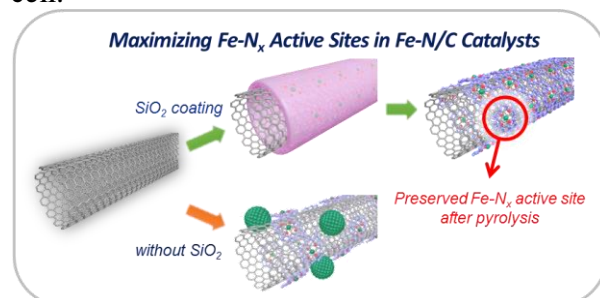 cell.
Maximizing Fe-Nx Active Sites in Fe-N/C Catalysts
SiO2 coating
without SiO2
Preserved Fe-Nx active site
after pyrolysis